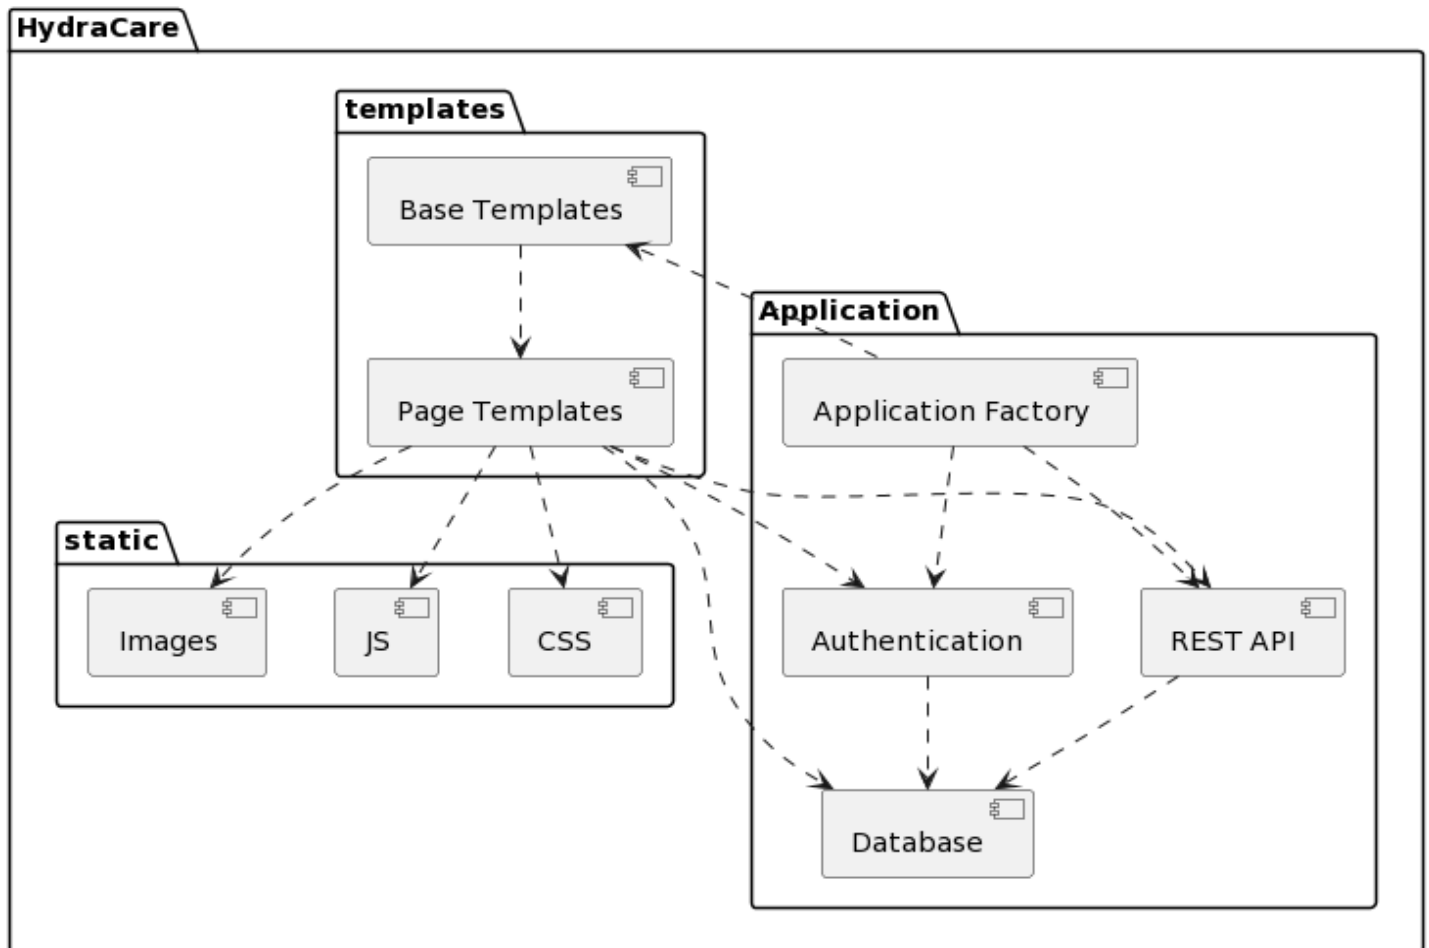 HydraCare
templates
Base Templates
Application
Page Templates
Application Factory
static
Images
JS
CSS
Authentication
REST API
Database